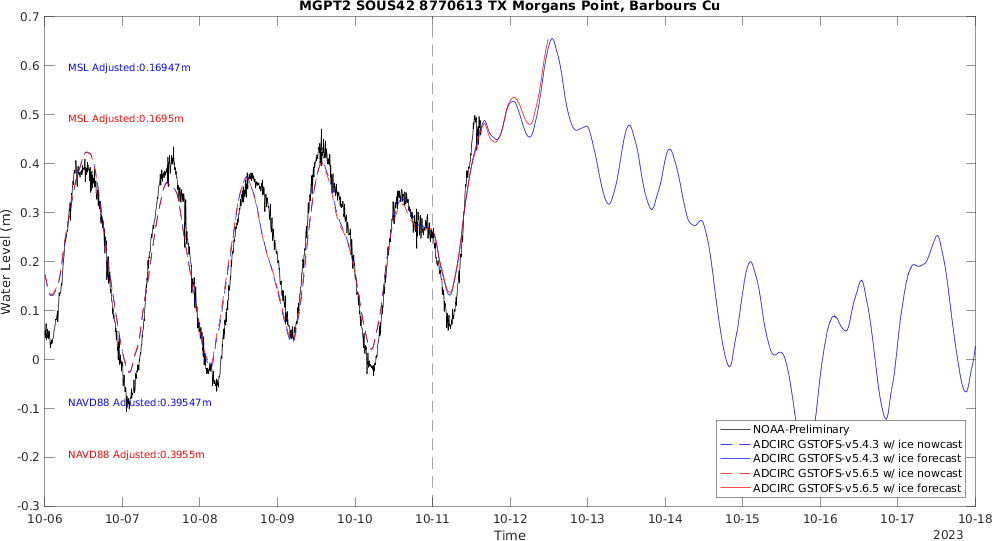 MGPT2 SOUS42 8770613 TX Morgans Point, Barbours Cu
0.7
0.6
0.5
0.4
0.3
0.2
0.1
0
-0.1
-0.2
-0.3
Water Level (m)
MSL Adjusted:0.16947m
MSL Adjusted:0.1695m
NAVD88 Adjusted:0.39547m
NAVD88 Adjusted:0.3955m
NOAA-Preliminary
ADCIRC GSTOFS-v5.4.3 w/ ice nowcast
ADCIRC GSTOFS-v5.4.3 w/ ice forecast
ADCIRC GSTOFS-v5.6.5 w/ ice nowcast
ADCIRC GSTOFS-v5.6.5 w/ ice forecast
10-06 10-07 10-08 10-09 10-10 10-11 10-12 10-13 10-14 10-15 10-16 10-17 10-18
Time
2023